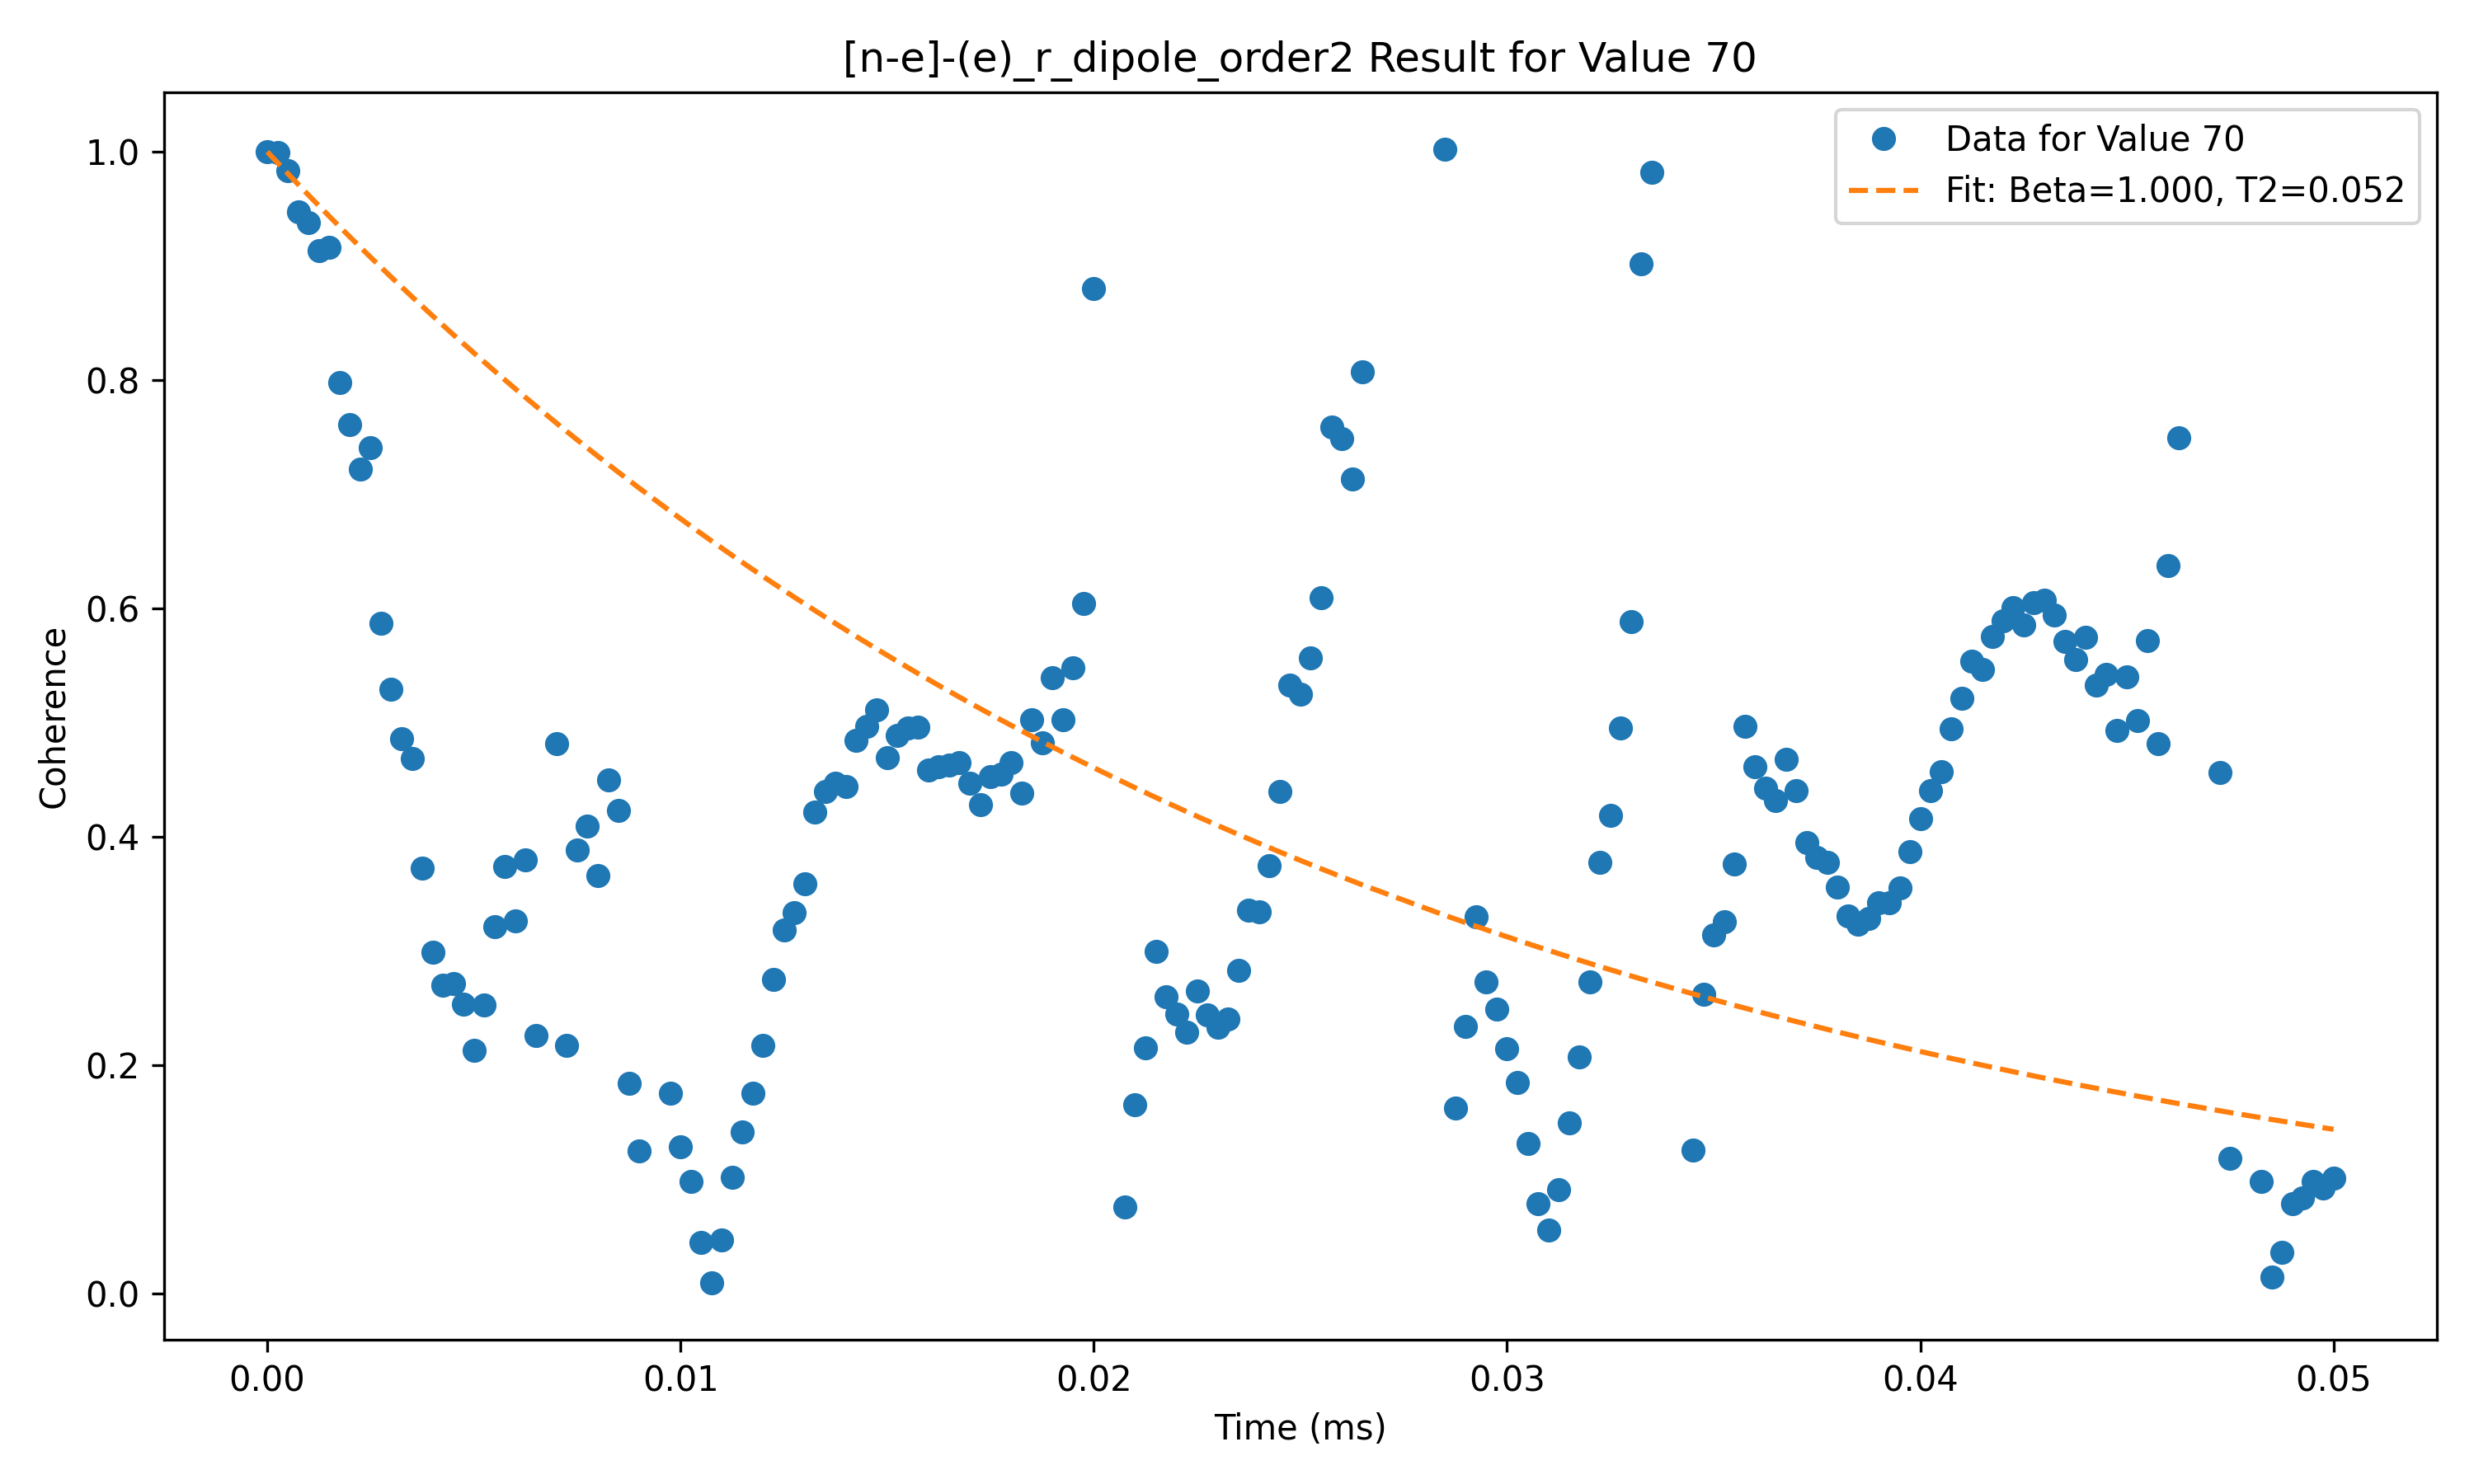 [n-e]-(e)_r_dipole_order2 Result for Value 70
Data for Value 70
Fit: Beta=1.000, T2=0.052
Coherence
1.0
0.8
0.6
0.4
0.2
0.0
0.00 0.01 0.02 0.03 0.04 0.05
Time (ms)